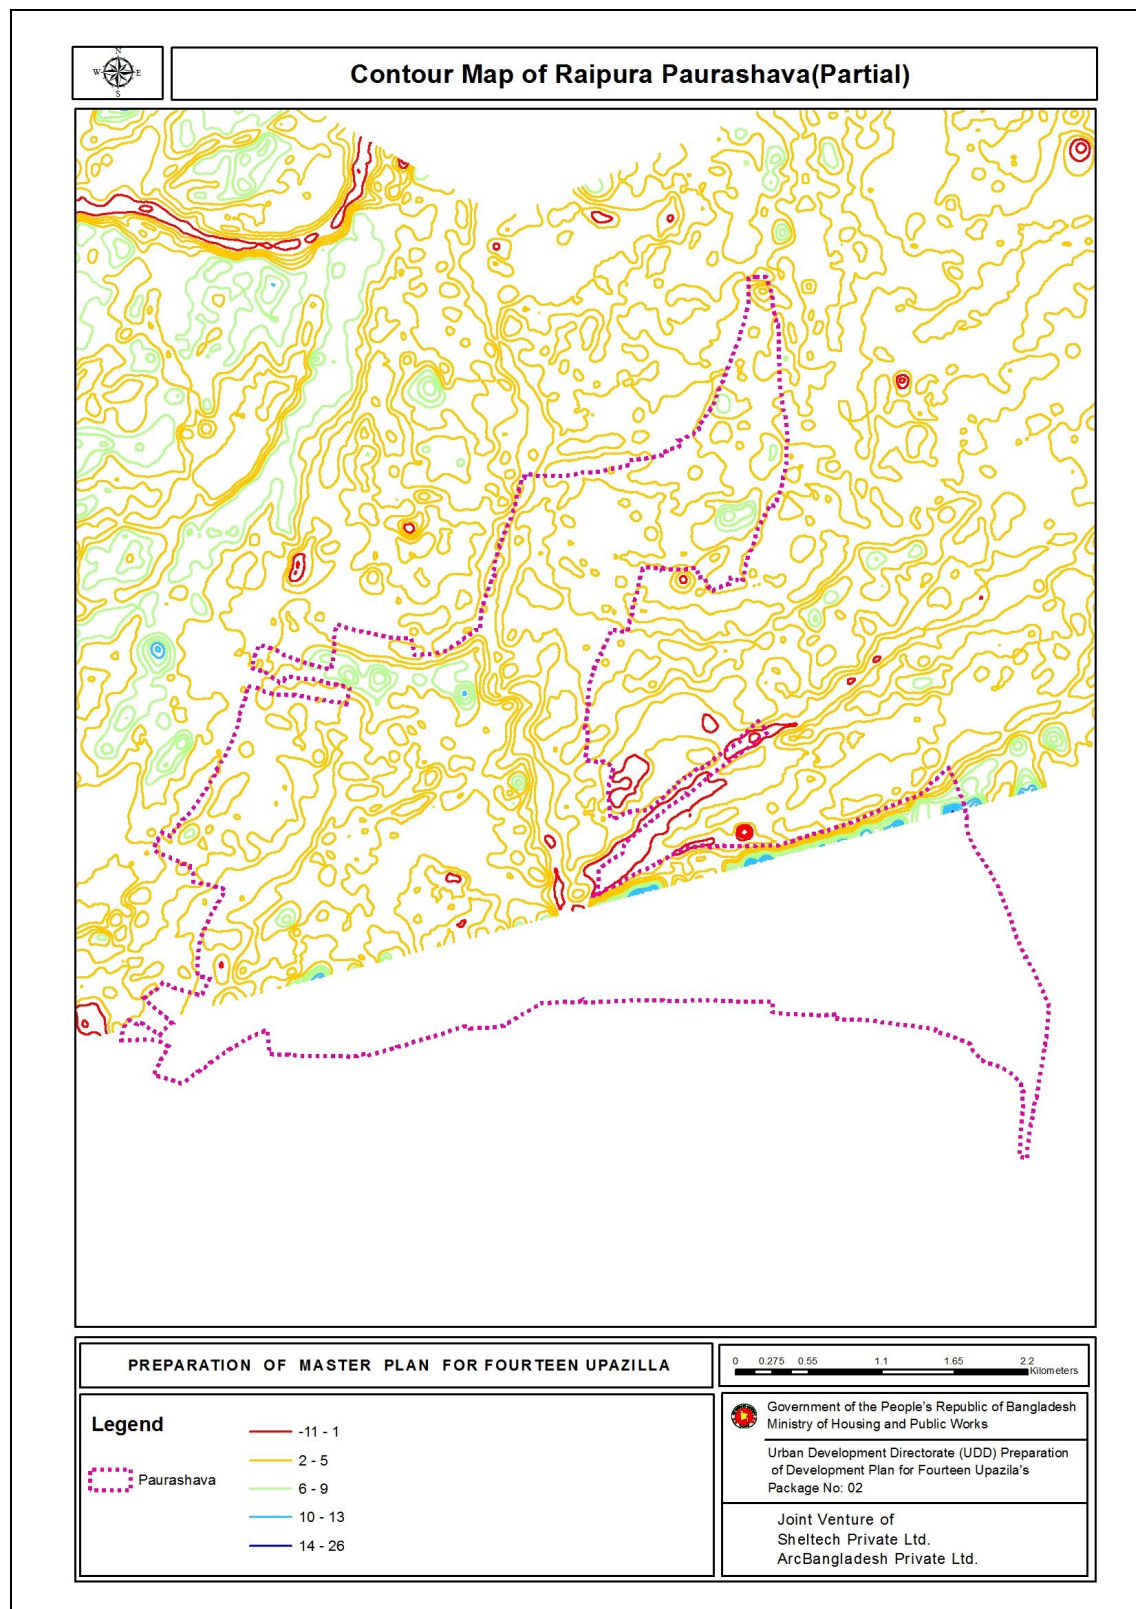 N
W E
S
Contour Map of Raipura Paurashava(Partial)
PREPARATION OF MASTER PLAN FOR FOURTEEN UPAZILLA
0 0.275 0.55 1.1 1.65 2.2
Kilometers
Legend
Paurashava
-11 - 1
2 - 5
6 - 9
10 - 13
14 - 26
Government of the People's Republic of Bangladesh
Ministry of Housing and Public Works
Urban Development Directorate (UDD) Preparation
of Development Plan for Fourteen Upazila's
Package No: 02
Joint Venture of
Sheltech Private Ltd.
ArcBangladesh Private Ltd.